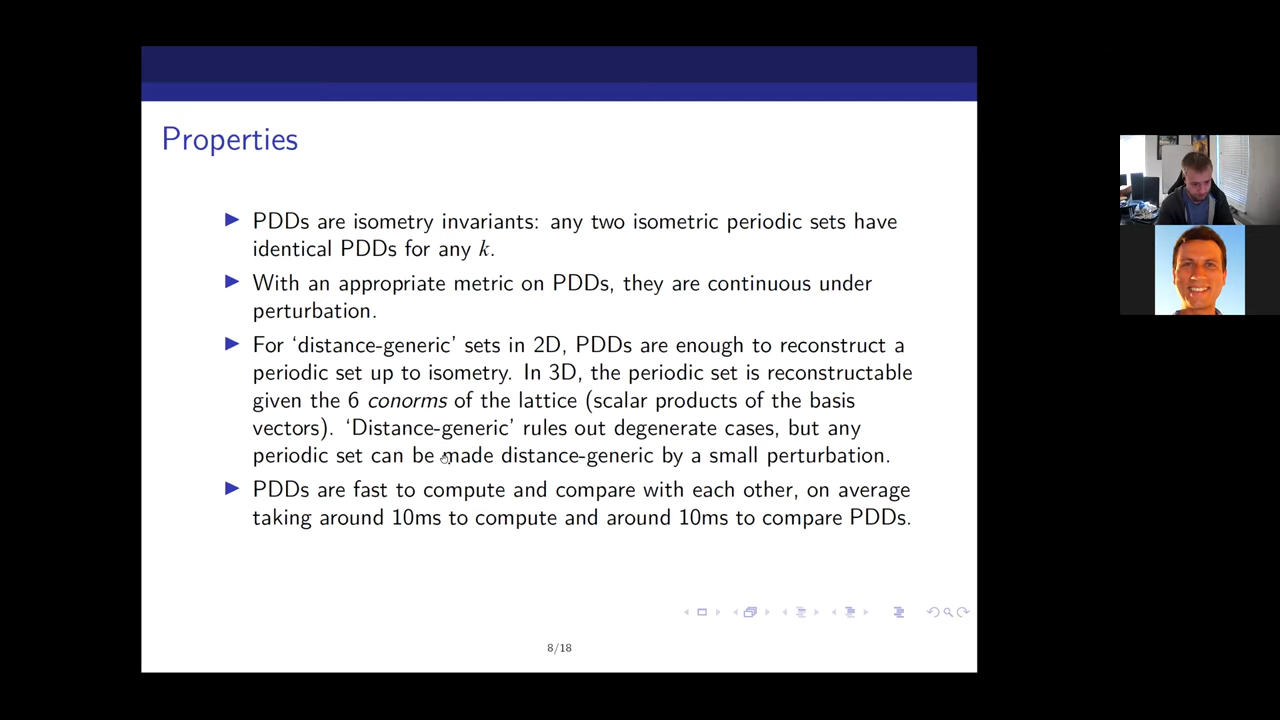 Properties
PDDs are isometry invariants: any two isometric periodic sets have
identical PDDs for any k.
With an appropriate metric on PDDs, they are continuous under
perturbation.
For ‘distance-generic’ sets in 2D, PDDs are enough to reconstruct a
periodic set up to isometry. In 3D, the periodic set is reconstructable
given the 6 conorms of the lattice (scalar products of the basis
vectors). ‘Distance-generic’ rules out degenerate cases, but any
periodic set can be made distance-generic by a small perturbation.
PDDs are fast to compute and compare with each other, on average
taking around 10ms to compute and around 10ms to compare PDDs.
8/18